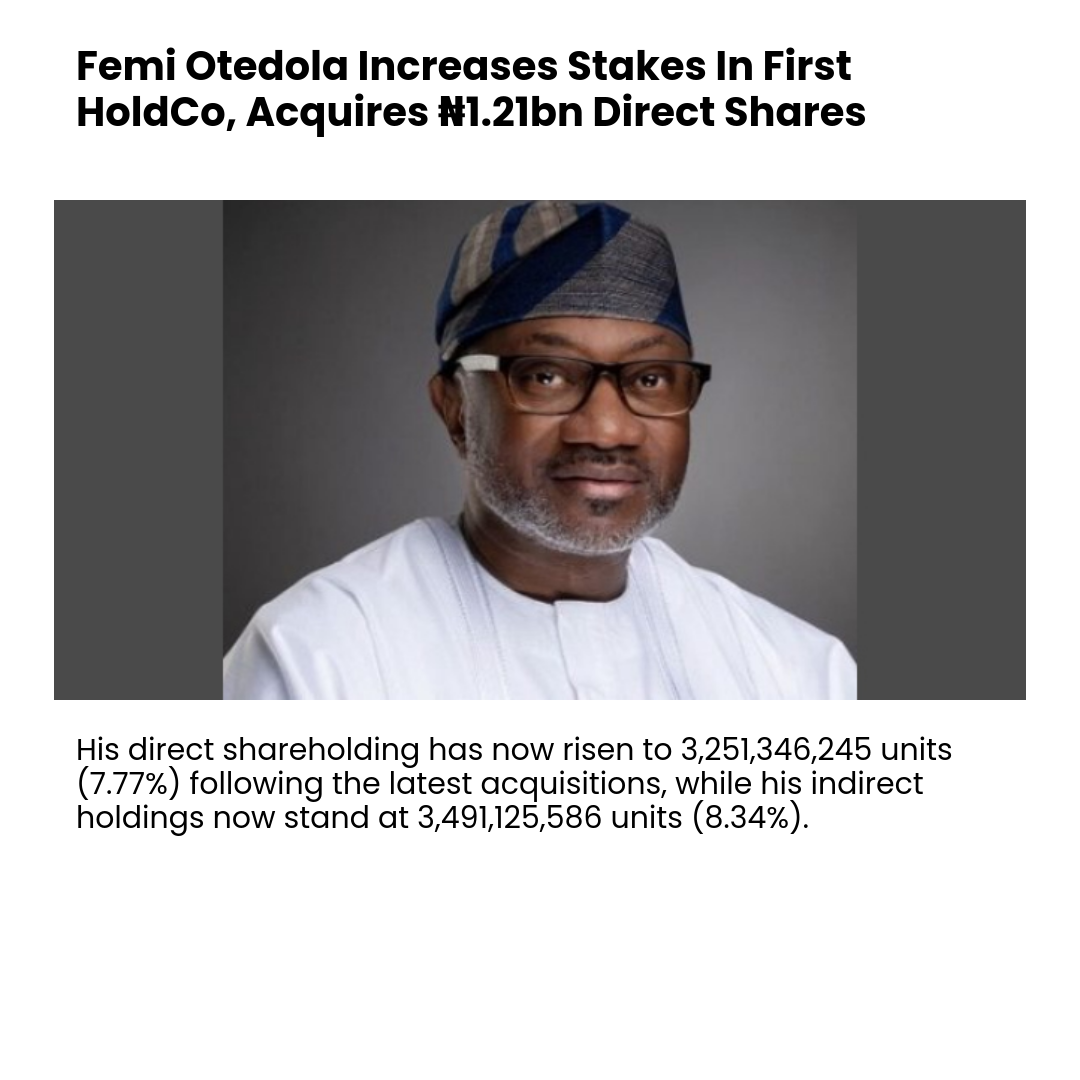 Femi Otedola Increases Stakes In First
HoldCo, Acquires ₦1.21bn Direct Shares
His direct shareholding has now risen to 3,251,346,245 units
(7.77%) following the latest acquisitions, while his indirect
holdings now stand at 3,491,125,586 units (8.34%).